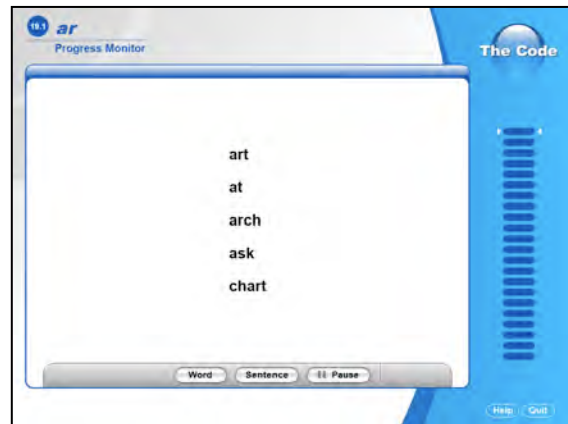 19.1 ar
Progress Monitor
The Code
art
at
arch
ask
chart
Word Sentence Pause
Help Quit